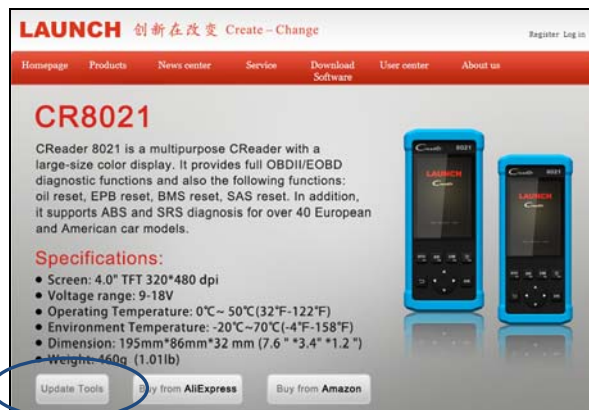 LAUNCH 创新在改变 Create – Change
Register Log in
Homepage Products News center Service Download Software User center About us
CR8021
CReader 8021 is a multipurpose CReader with a
large-size color display. It provides full OBDII/EOBD
diagnostic functions and also the following functions:
oil reset, EPB reset, BMS reset, SAS reset. In addition,
it supports ABS and SRS diagnosis for over 40 European
and American car models.
Specifications:
● Screen: 4.0" TFT 320*480 dpi
● Voltage range: 9-18V
● Operating Temperature: 0℃~ 50℃(32℉-122℉)
● Environment Temperature: -20℃~70℃(-4℉-158℉)
● Dimension: 195mm*86mm*32 mm (7.6 " *3.4" *1.2 ")
● Weight: 460g (1.01lb)
Update Tools Buy from AliExpress Buy from Amazon
CReader 8021
LAUNCH
CReader
CReader 8021
LAUNCH
CReader